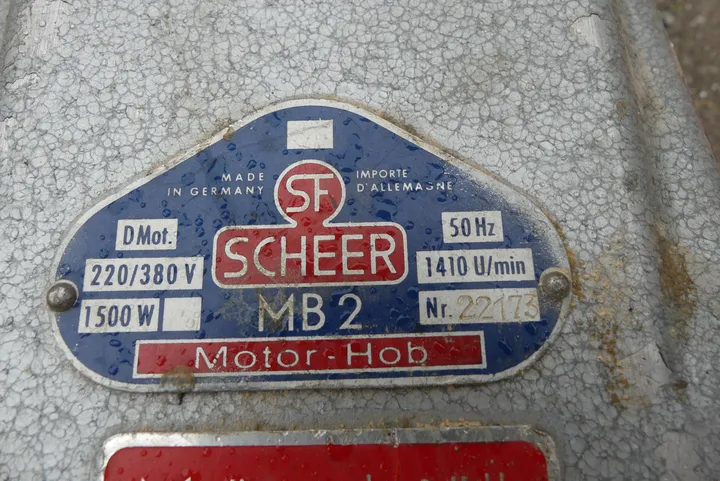 MADE
IN GERMANY
IMPORTE
D'ALLEMAGNE
SF
SCHEER
D Mot.
220/380 V
1500 W
50 Hz
1410 U/min
Nr. 22173
MB 2
Motor-Hob